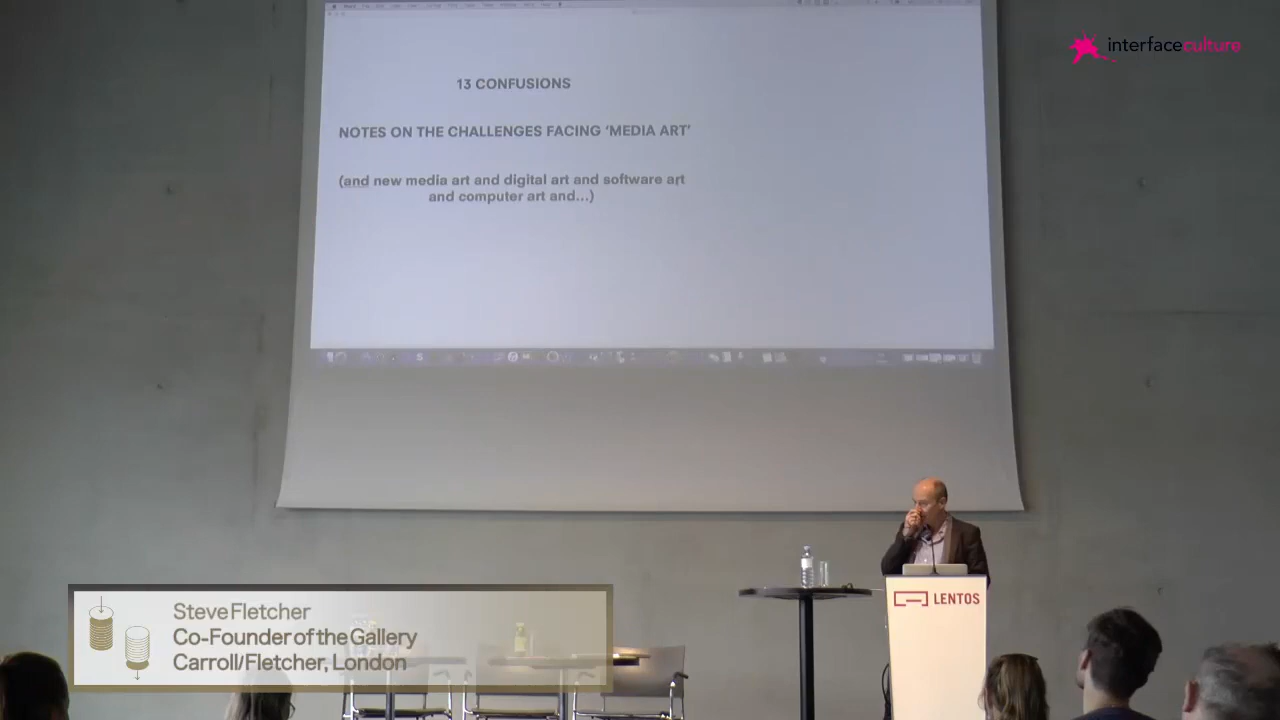 interfaceculture
13 CONFUSIONS
NOTES ON THE CHALLENGES FACING ‘MEDIA ART’
(and new media art and digital art and software art
and computer art and...)
LENTOS
Steve Fletcher
Co-Founder of the Gallery
Carroll/Fletcher, London